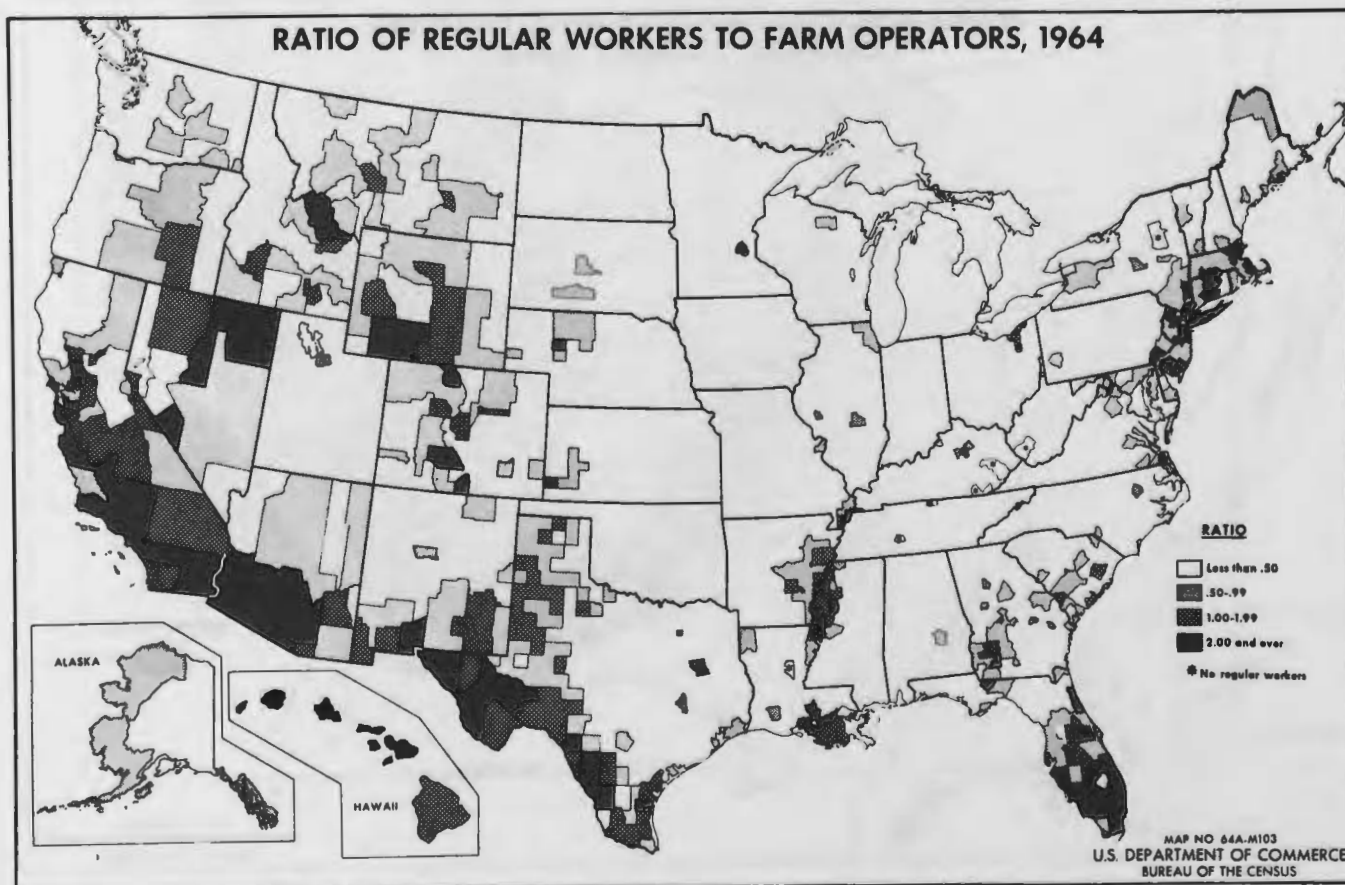 RATIO OF REGULAR WORKERS TO FARM OPERATORS, 1964
RATIO
Less than .50
.50-.99
1.00-1.99
2.00 and over
* No regular workers
ALASKA
HAWAII
MAP NO 64A-M103
U.S. DEPARTMENT OF COMMERCE
BUREAU OF THE CENSUS